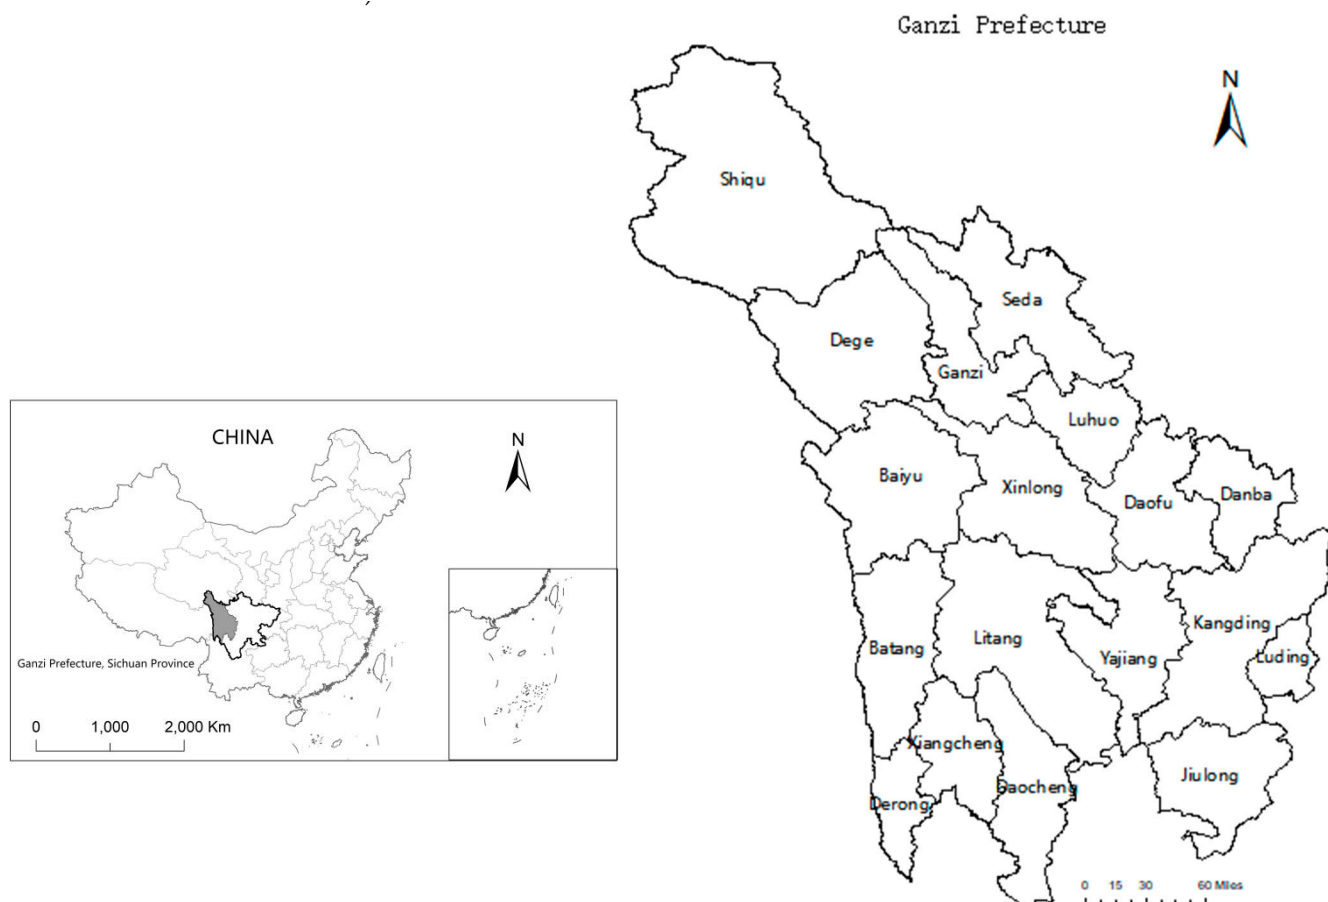 Ganzi Prefecture
N
Shiqu
Seda
Dege
Ganzi
Luhuo
Baiyu
Xinlong
Daofu
Danba
Kangding
Litang
Batang
Yajiang
Luding
Xiangcheng
Jiulong
Daocheng
Derong
0 15 30 60 Miles
CHINA
N
Ganzi Prefecture, Sichuan Province
0 1,000 2,000 Km